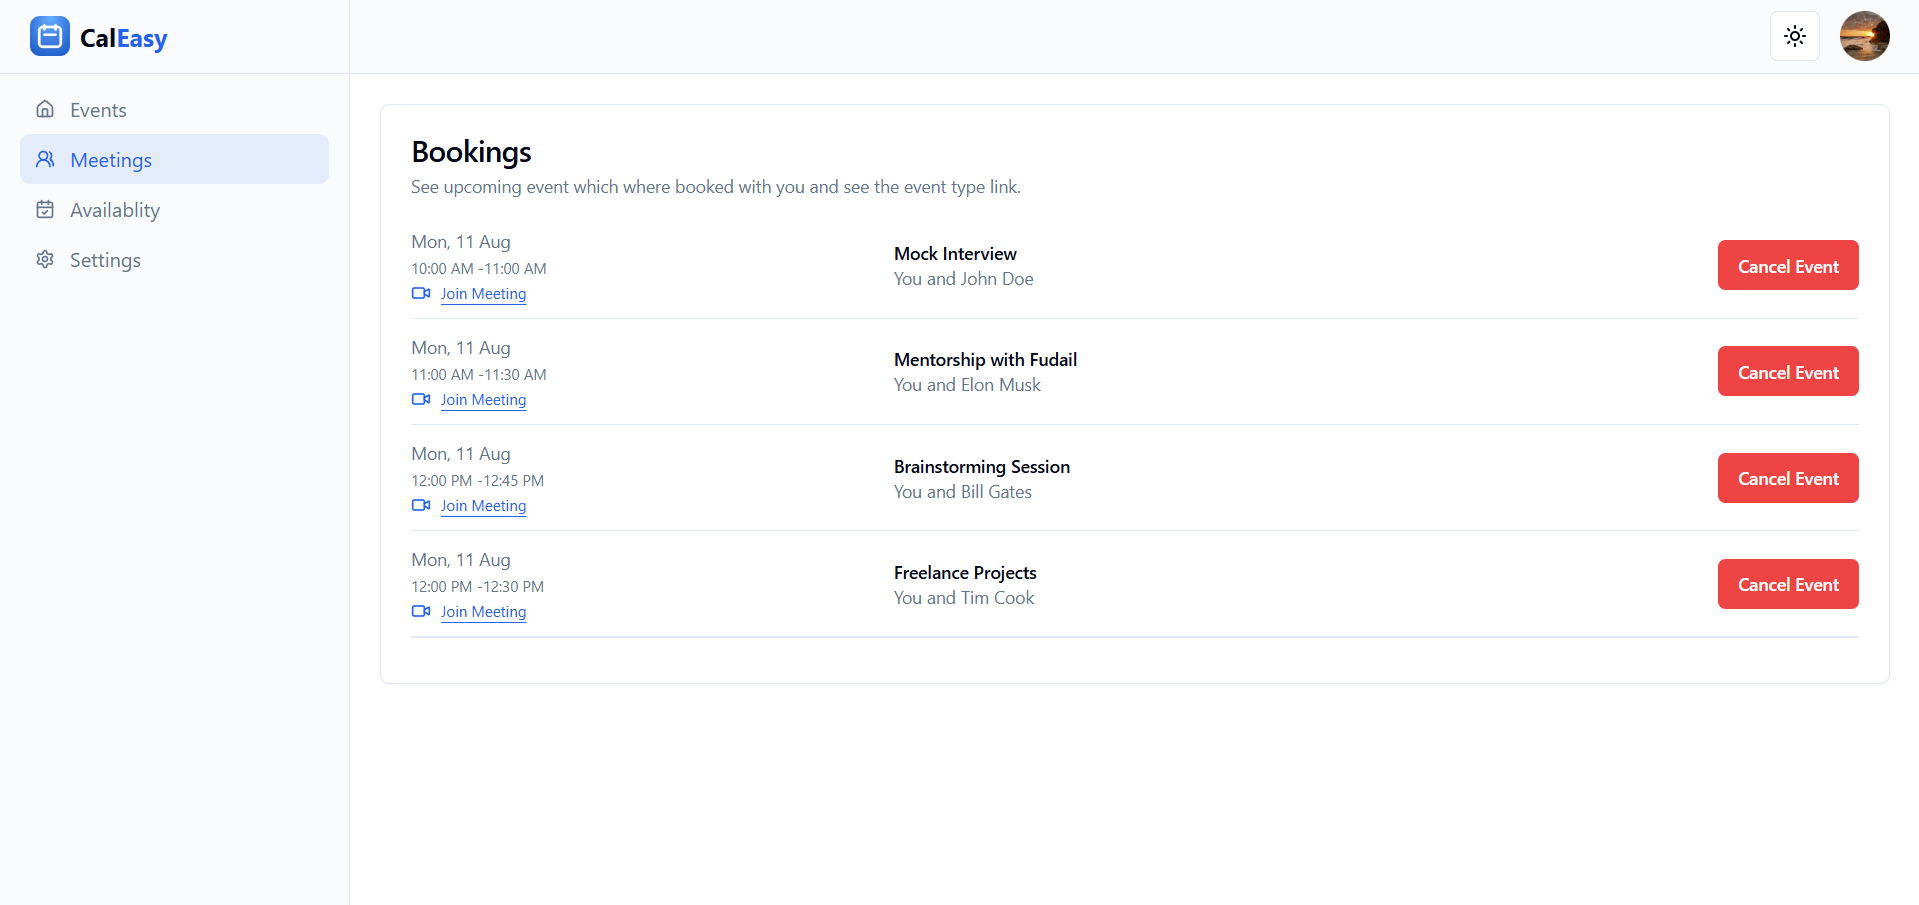 CalEasy
Events
Meetings
Availablity
Settings
Bookings
See upcoming event which where booked with you and see the event type link.
Mon, 11 Aug
10:00 AM -11:00 AM
Join Meeting
Mock Interview
You and John Doe
Cancel Event
Mon, 11 Aug
11:00 AM -11:30 AM
Join Meeting
Mentorship with Fudail
You and Elon Musk
Cancel Event
Mon, 11 Aug
12:00 PM -12:45 PM
Join Meeting
Brainstorming Session
You and Bill Gates
Cancel Event
Mon, 11 Aug
12:00 PM -12:30 PM
Join Meeting
Freelance Projects
You and Tim Cook
Cancel Event